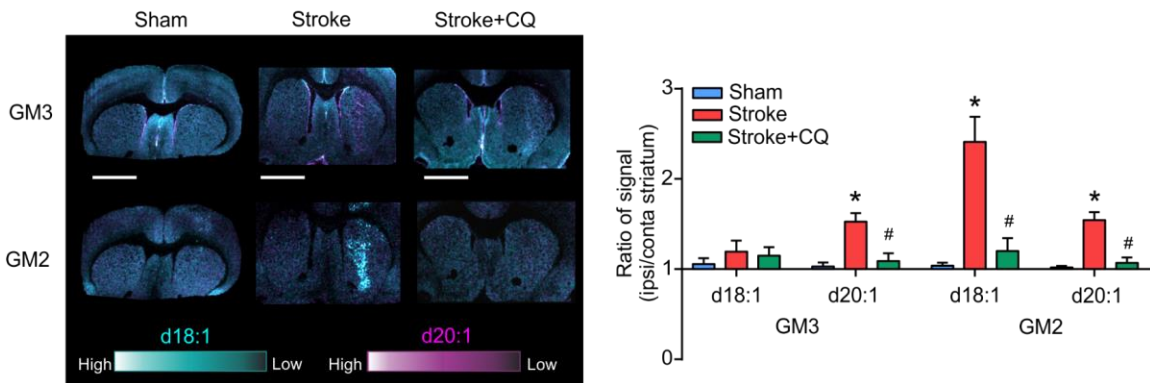 Sham Stroke Stroke+CQ
GM3
GM2
d18:1 d20:1
High Low High Low
Ratio of signal
(ipsi/conta striatum)
3
2
1
0
Sham
Stroke
Stroke+CQ
* * *
# # #
d18:1 d20:1 d18:1 d20:1
GM3 GM2